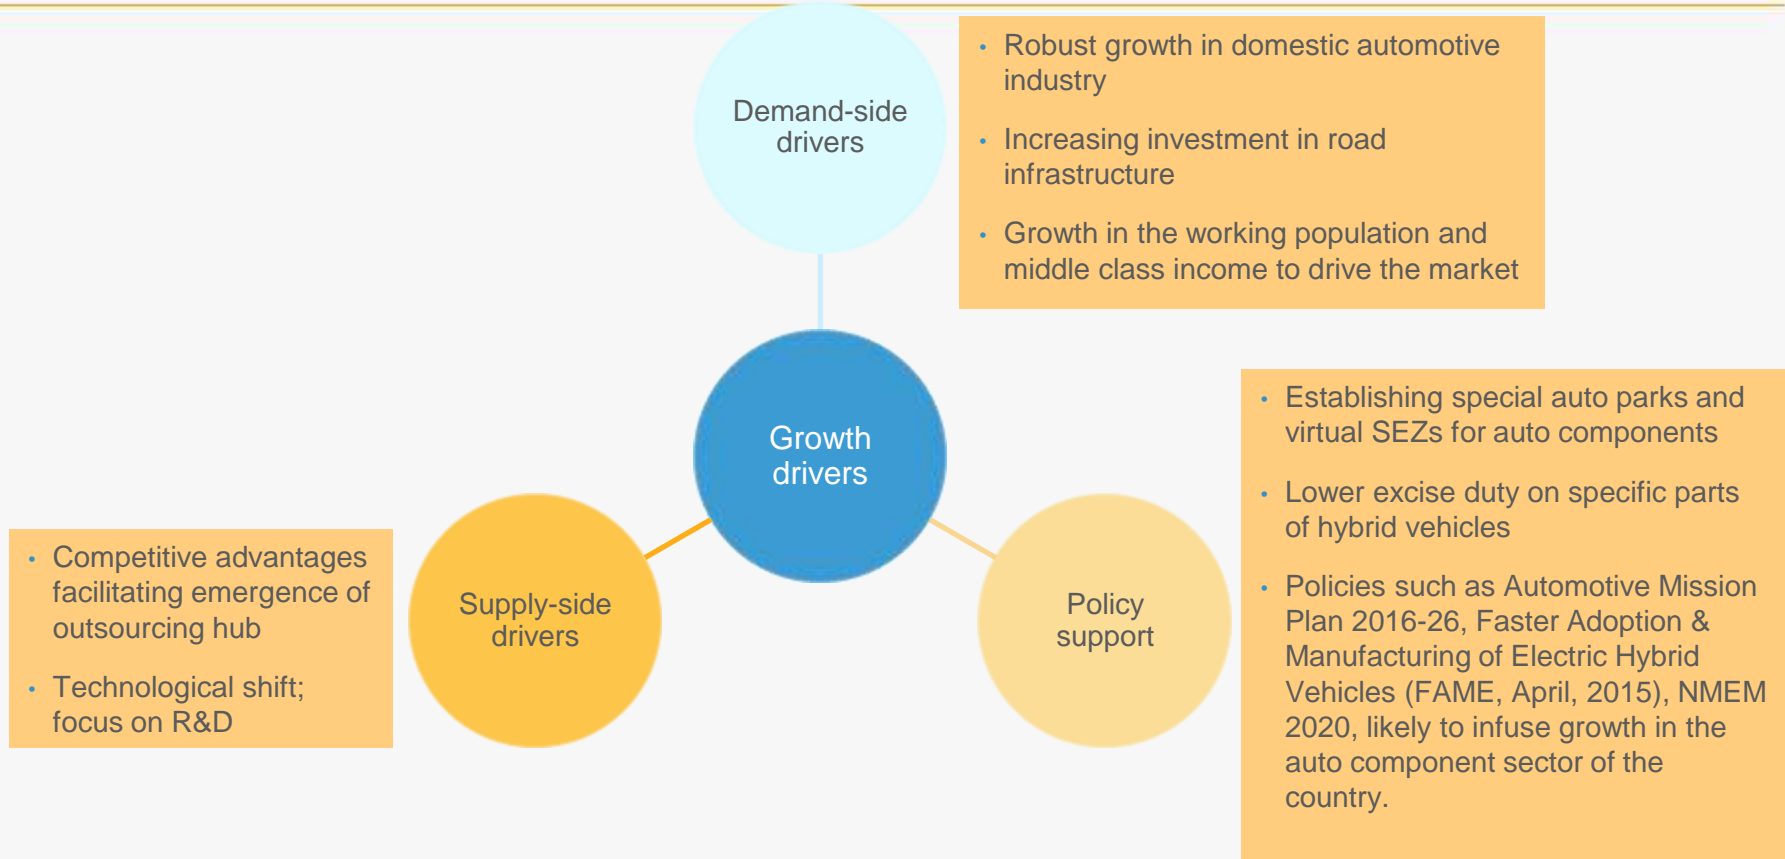 Demand-side
drivers
• Robust growth in domestic automotive
industry
• Increasing investment in road
infrastructure
• Growth in the working population and
middle class income to drive the market
Growth
drivers
• Competitive advantages
facilitating emergence of
outsourcing hub
• Technological shift;
focus on R&D
Supply-side
drivers
Policy
support
• Establishing special auto parks and
virtual SEZs for auto components
• Lower excise duty on specific parts
of hybrid vehicles
• Policies such as Automotive Mission
Plan 2016-26, Faster Adoption &
Manufacturing of Electric Hybrid
Vehicles (FAME, April, 2015), NMEM
2020, likely to infuse growth in the
auto component sector of the
country.